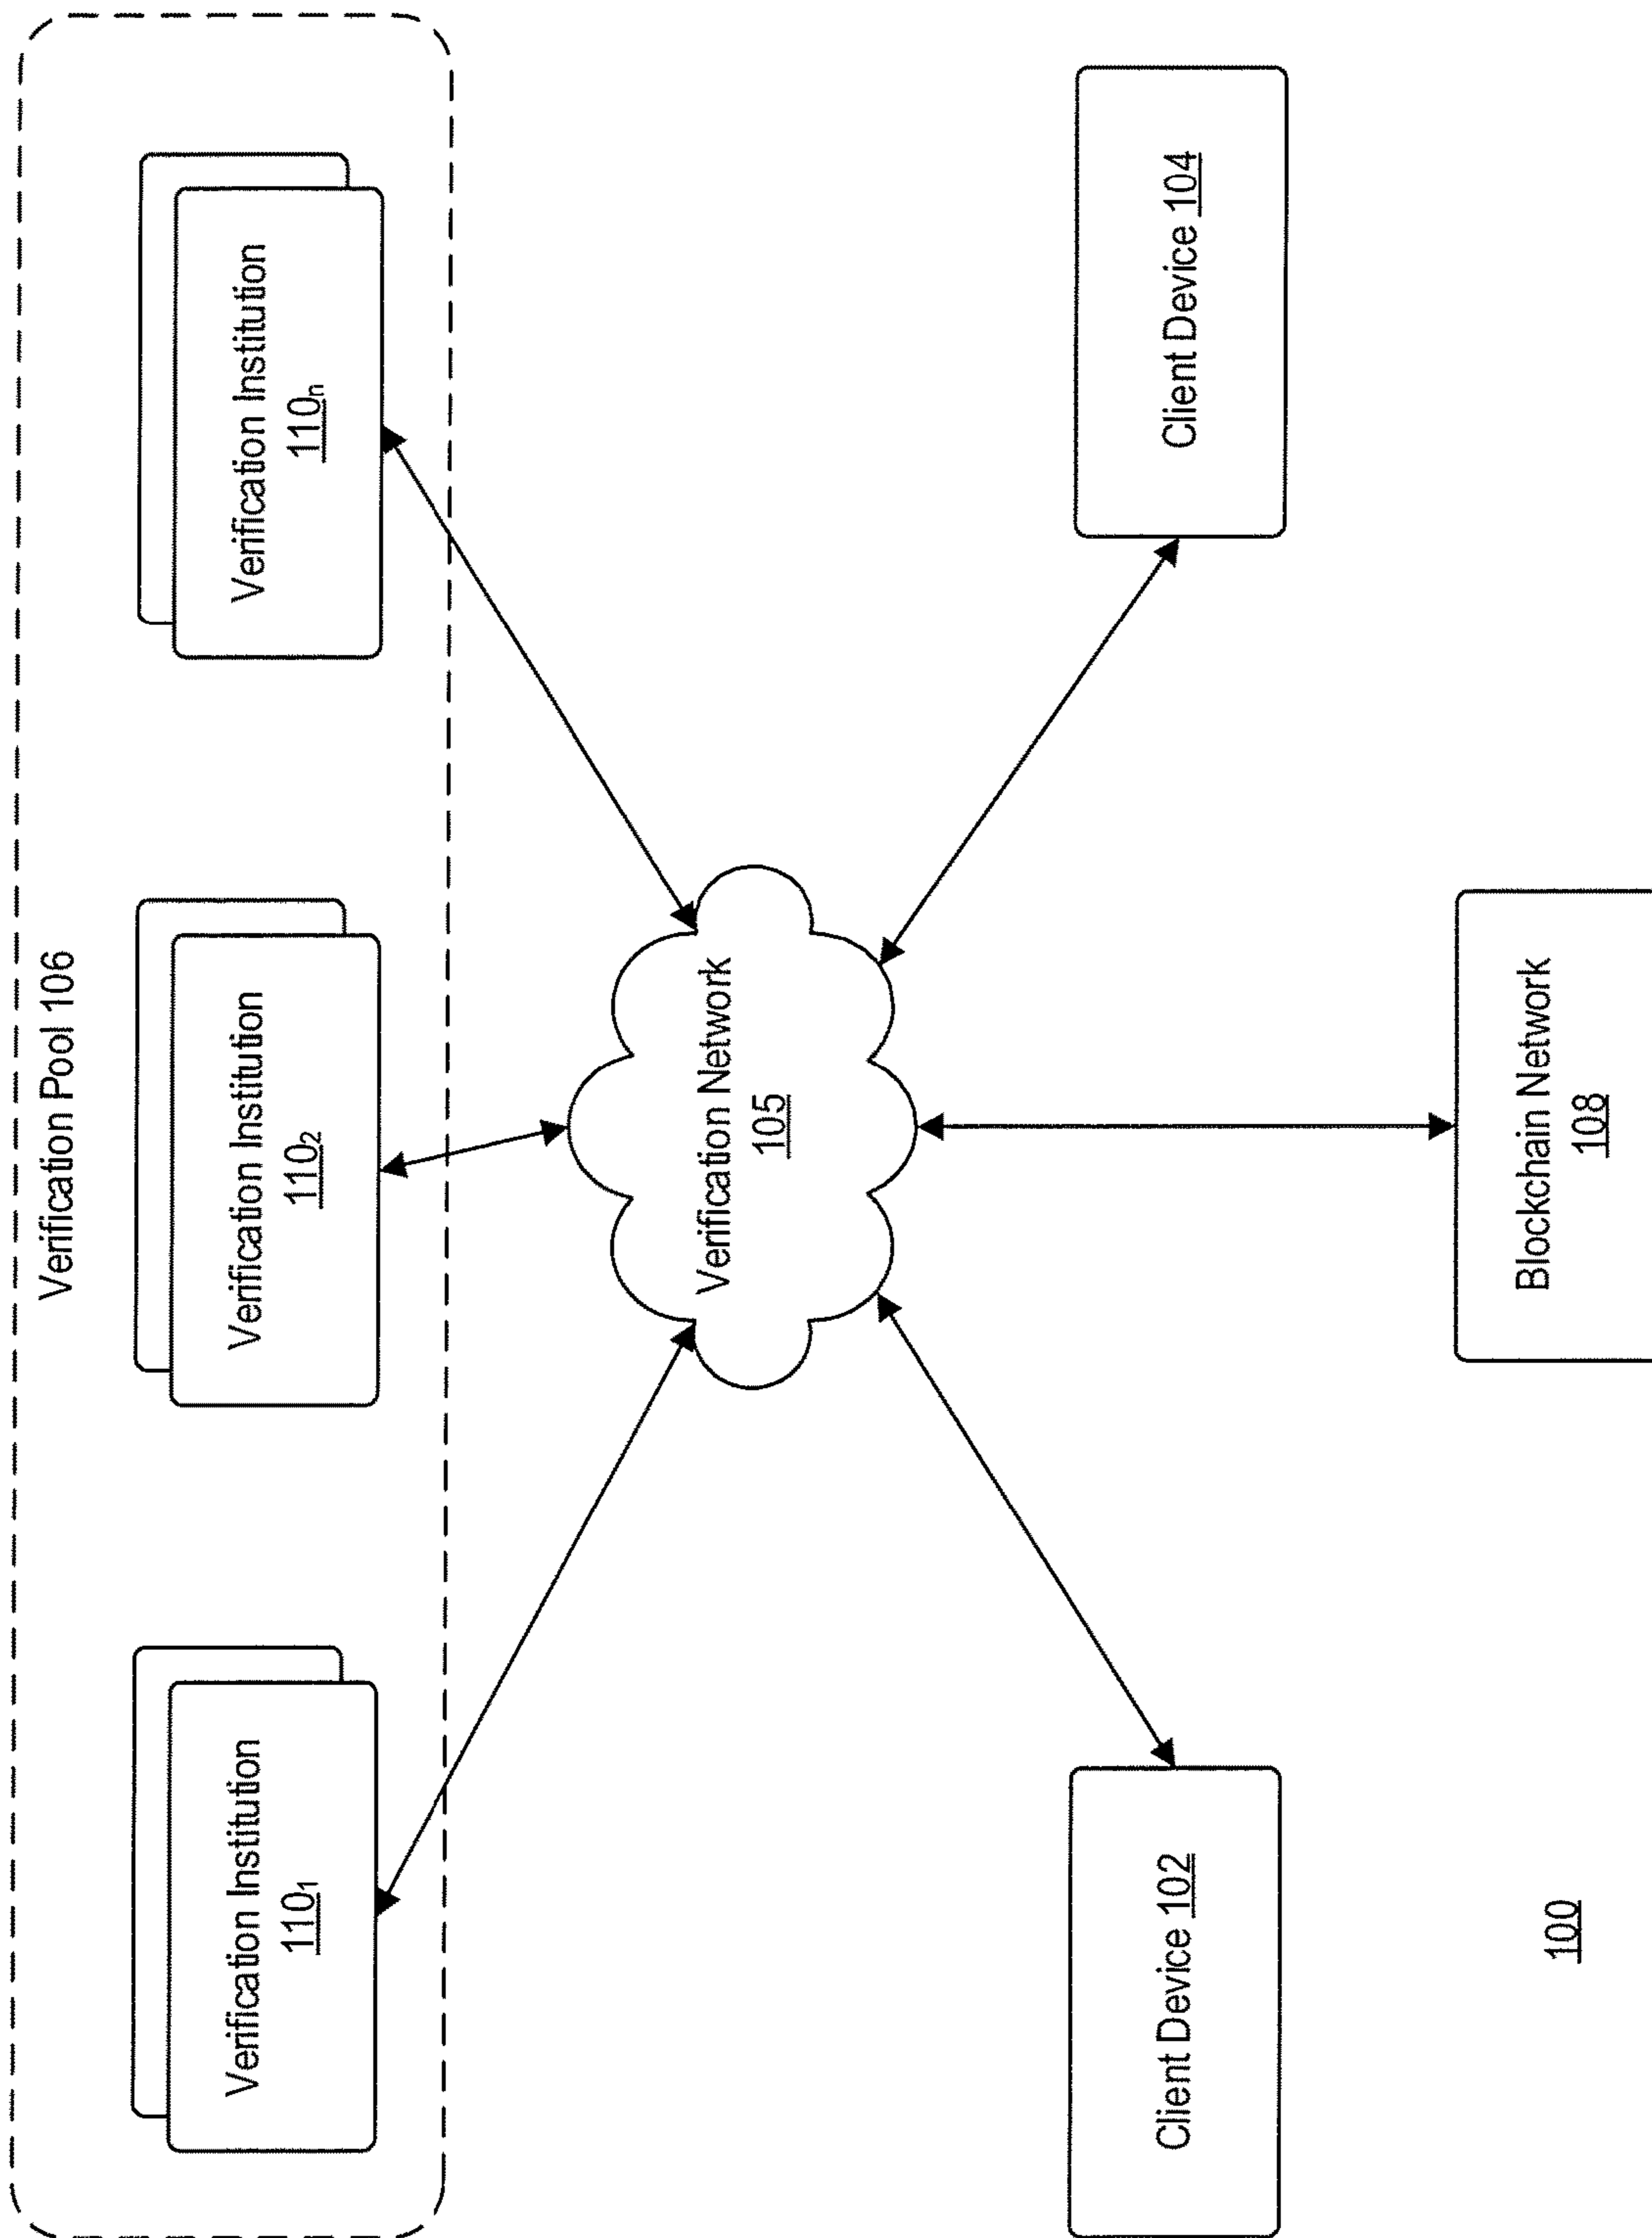 Verification Pool 106
Verification Institution
110₁
Verification Institution
110₂
Verification Institution
110ₙ
Verification Network
105
Client Device 102
Client Device 104
Blockchain Network
108
100